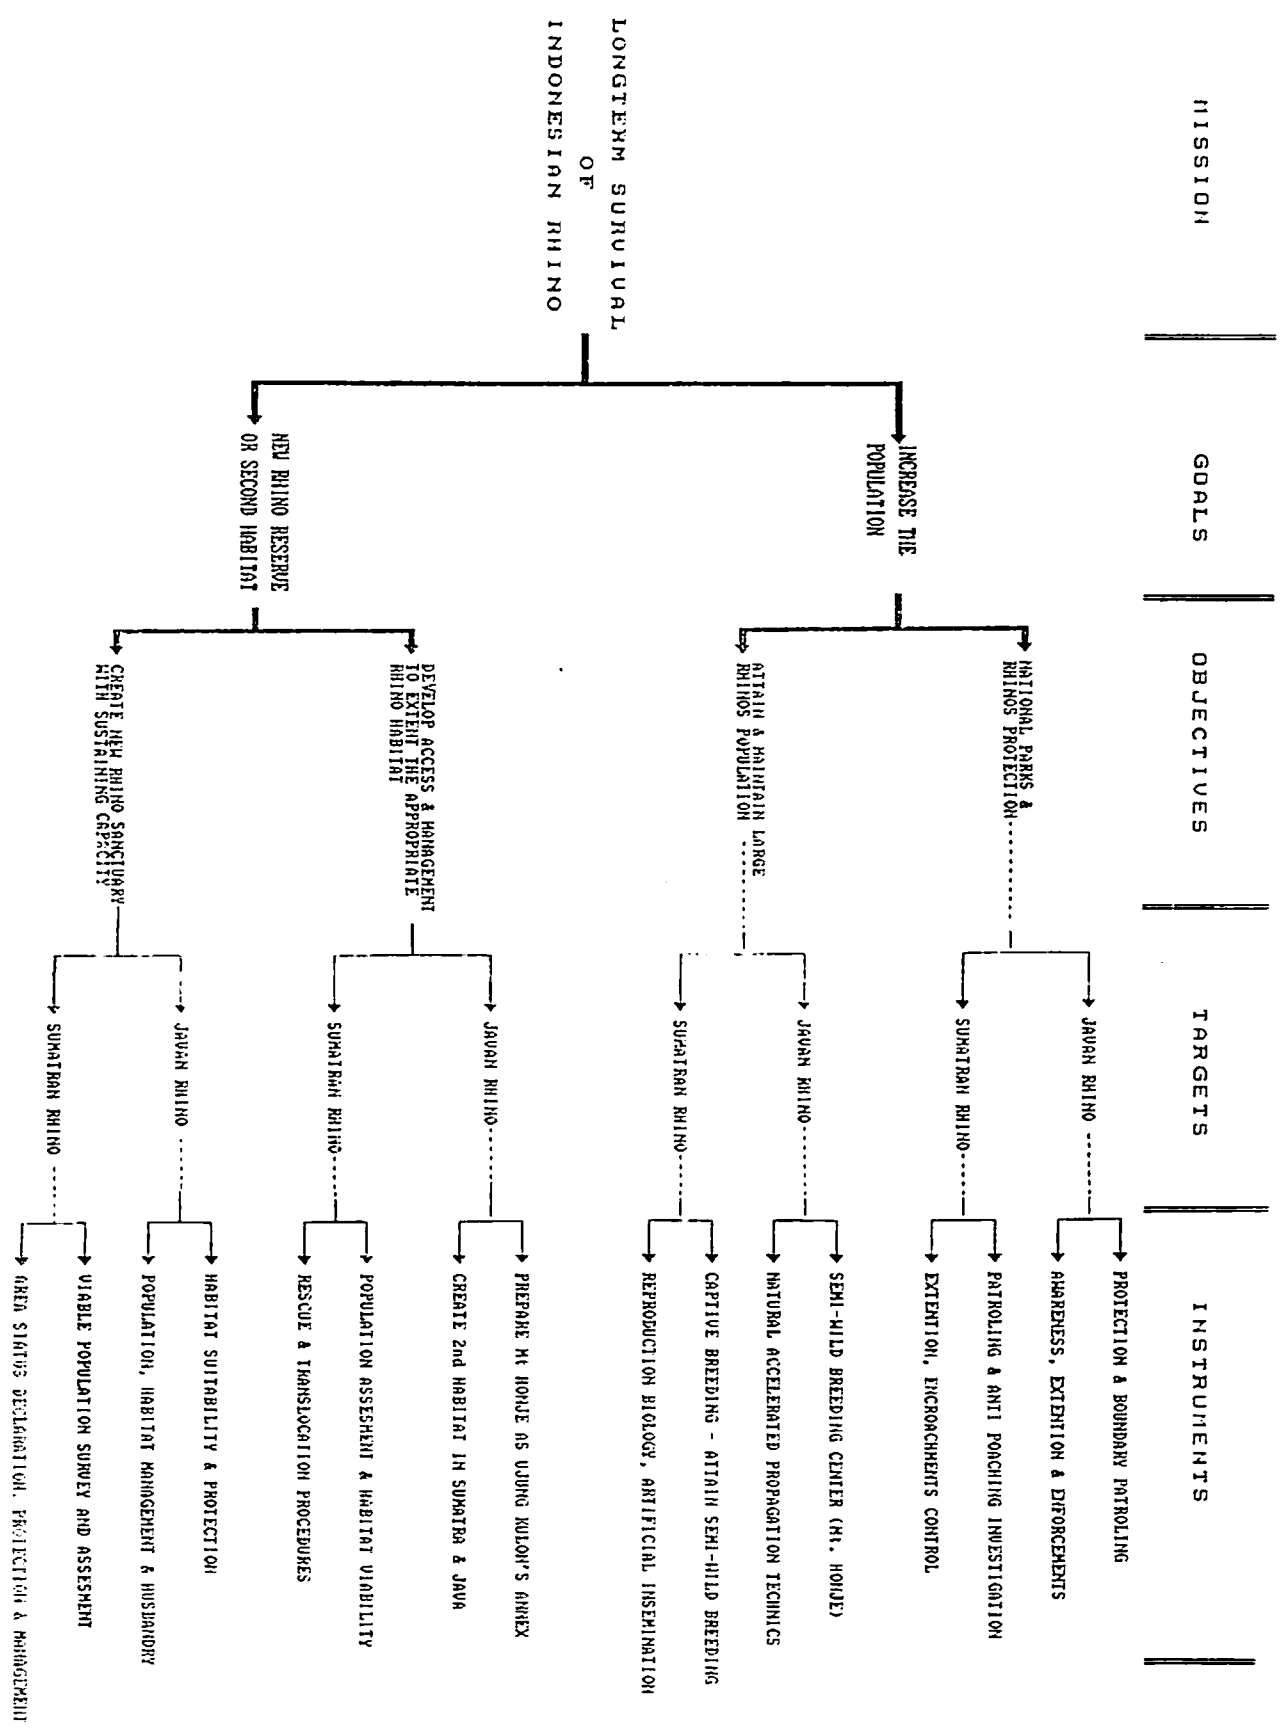 MISSION
GOALS
OBJECTIVES
TARGETS
INSTRUMENTS
LONGTERM SURVIVAL
OF
INDONESIAN RHINO
INCREASE THE
POPULATION
NATIONAL PARKS &
RHINOS PROTECTION
JAVAN RHINO
PROTECTION & BOUNDARY PATROLING
AWARENESS, EXTENTION & ENFORCEMENTS
SUMATRAN RHINO
PATROLING & ANTI POACHING INVESTIGATION
EXTENTION, ENCROACHMENTS CONTROL
ATTAIN & MAINTAIN LARGE
RHINOS POPULATION
JAVAN RHINO
SEMI-WILD BREEDING CENTER (Mt. HONJE)
NATURAL ACCELERATED PROPAGATION TECHNICS
SUMATRAN RHINO
CAPTIVE BREEDING - ATTAIN SEMI-WILD BREEDING
REPRODUCTION BIOLOGY, ARTIFICIAL INSEMINATION
NEW RHINO RESERVE
OR SECOND HABITAT
DEVELOP ACCESS & MANAGEMENT
TO EXTENT THE APPROPRIATE
RHINO HABITAT
JAVAN RHINO
PREPARE Mt HONJE AS UJUNG KULON'S ANNEX
CREATE 2nd HABITAT IN SUMATRA & JAVA
SUMATRAN RHINO
POPULATION ASSESMENT & HABITAT VIABILITY
RESCUE & TRANSLOCATION PROCEDURES
CREATE NEW RHINO SANCTUARY
WITH SUSTAINING CAPACITY
JAVAN RHINO
HABITAT SUITABILITY & PROTECTION
POPULATION, HABITAT MANAGEMENT & HUSBANDRY
SUMATRAN RHINO
VIABLE POPULATION SURVEY AND ASSESMENT
AREA STATUS DECLARATION, PROTECTION & MANAGEMENT